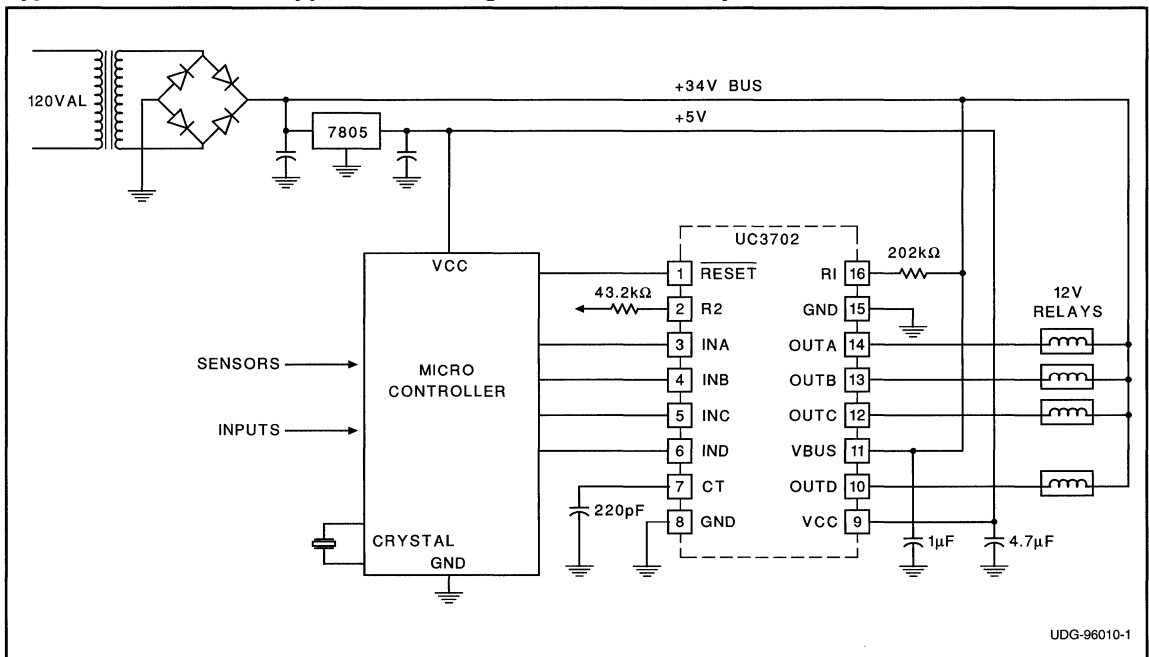 +34V BUS
120VAL
7805
+5V
UC3702
VCC
202kΩ
1 RESET
RI 16
43.2kΩ
12V
RELAYS
2 R2
GND 15
3 INA
OUTA 14
SENSORS
MICRO
CONTROLLER
4 INB
OUTB 13
5 INC
OUTC 12
INPUTS
6 IND
VBUS 11
7 CT
OUTD 10
220pF
8 GND
VCC 9
CRYSTAL
1µF
4.7µF
GND
UDG-96010-1